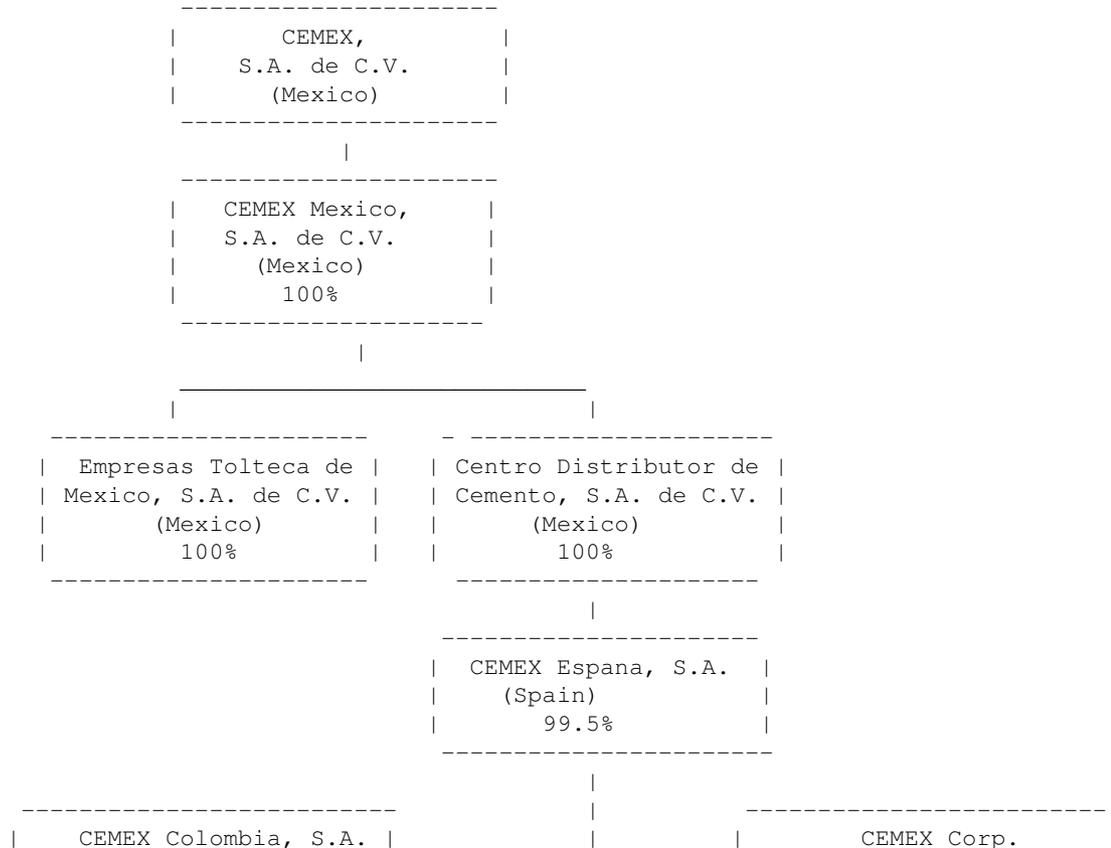 CEMEX,
S.A. de C.V.
(Mexico)
CEMEX Mexico,
S.A. de C.V.
(Mexico)
100%
Empresas Tolteca de
Mexico, S.A. de C.V.
(Mexico)
100%
Centro Distributor de
Cemento, S.A. de C.V.
(Mexico)
100%
CEMEX Espana, S.A.
(Spain)
99.5%
CEMEX Colombia, S.A.
CEMEX Corp.